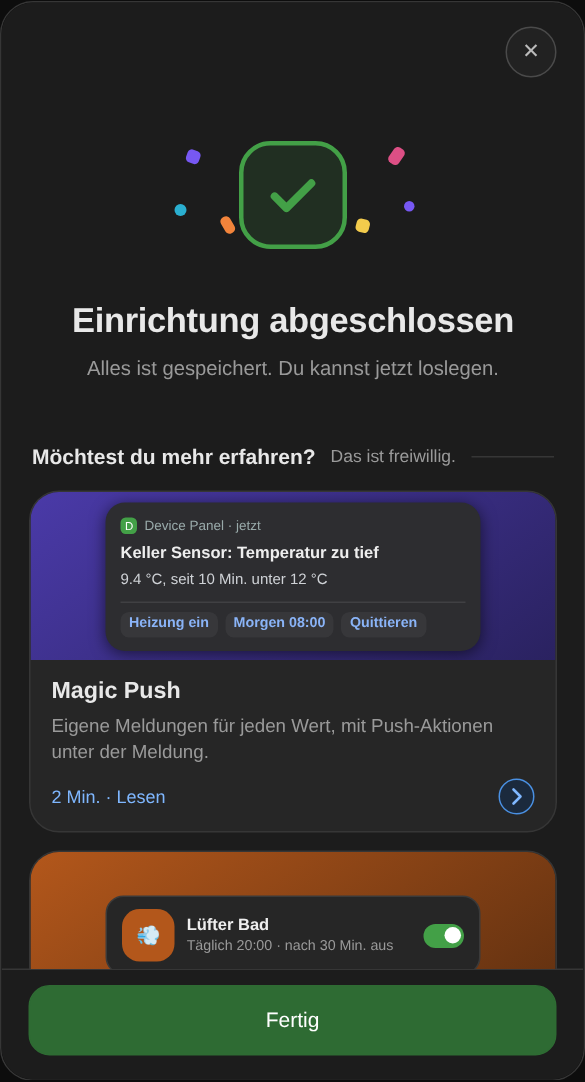 Einrichtung abgeschlossen
Alles ist gespeichert. Du kannst jetzt loslegen.
Möchtest du mehr erfahren? Das ist freiwillig.
D Device Panel · jetzt
Keller Sensor: Temperatur zu tief
9.4 °C, seit 10 Min. unter 12 °C
Heizung ein Morgen 08:00 Quittieren
Magic Push
Eigene Meldungen für jeden Wert, mit Push-Aktionen
unter der Meldung.
2 Min. · Lesen
Lüfter Bad
Täglich 20:00 · nach 30 Min. aus
Fertig